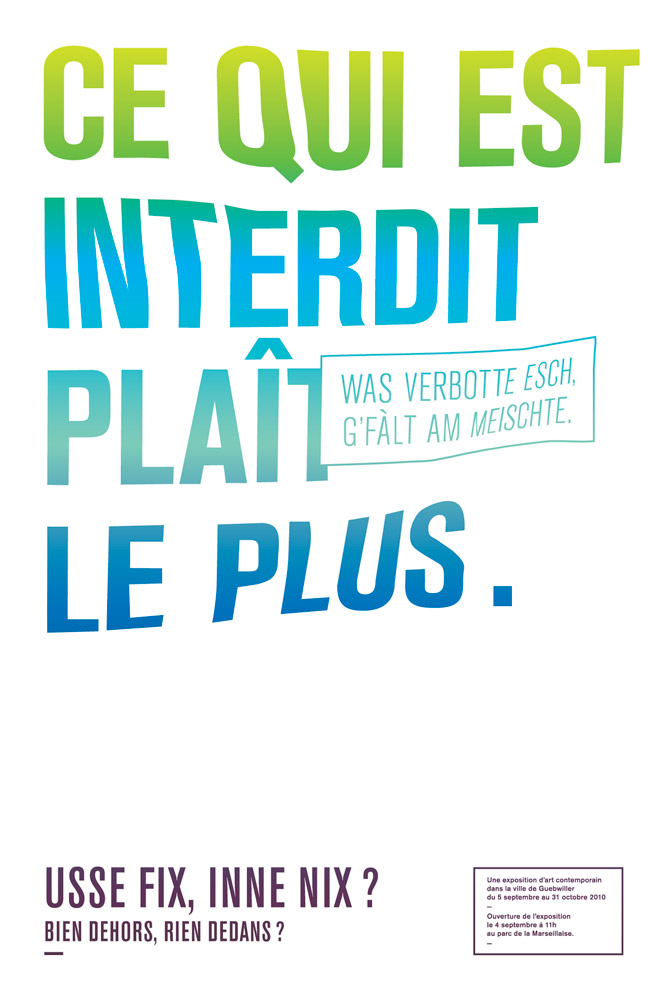 CE QUI EST
INTERDIT
PLAÎT
WAS VERBOTTE ESCH,
G'FÀLT AM MEISCHTE.
LE PLUS.
USSE FIX, INNE NIX ?
BIEN DEHORS, RIEN DEDANS ?
Une exposition d'art contemporain
dans la ville de Guebwiller
du 5 septembre au 31 octobre 2010
–
Ouverture de l'exposition
le 4 septembre à 11h
au parc de la Marseillaise.
–